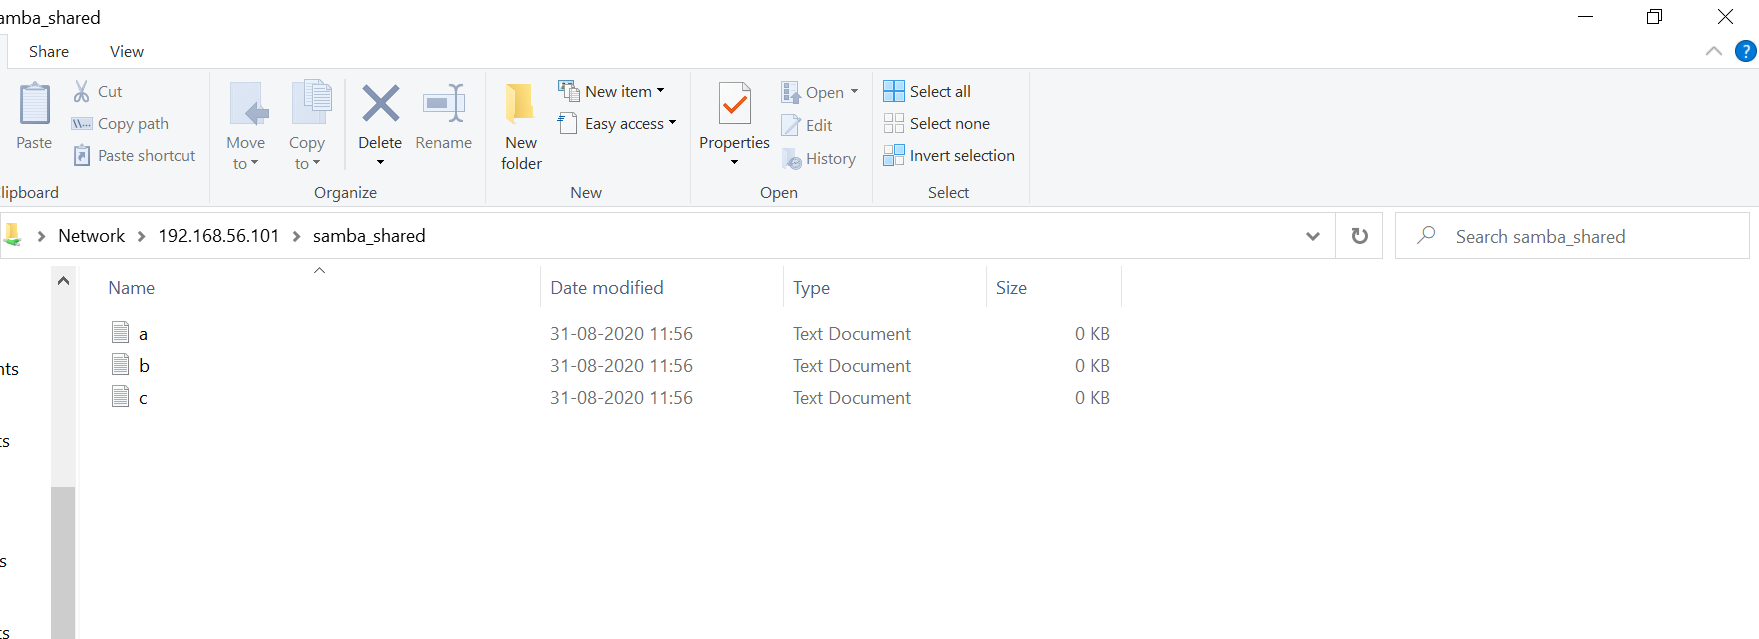 amba_shared
Share View
Paste
Cut
Copy path
Paste shortcut
lipboard
Move to
Copy to
Delete
Rename
Organize
New folder
New item
Easy access
New
Properties
Open
Edit
History
Open
Select all
Select none
Invert selection
Select
Network 192.168.56.101 samba_shared
Search samba_shared
Name Date modified Type Size
a 31-08-2020 11:56 Text Document 0 KB
b 31-08-2020 11:56 Text Document 0 KB
c 31-08-2020 11:56 Text Document 0 KB
nts
ts
s
ts